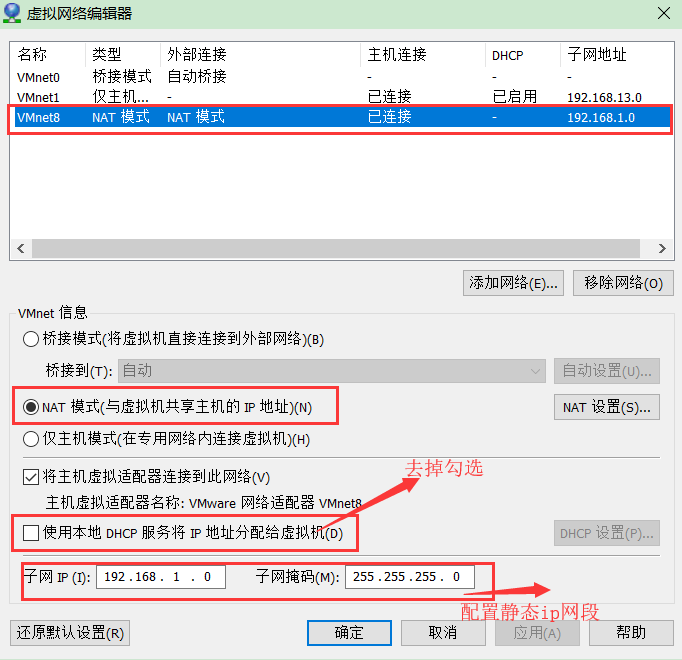 虚拟网络编辑器
名称 类型 外部连接 主机连接 DHCP 子网地址
VMnet0 桥接模式 自动桥接 - - -
VMnet1 仅主机... - 已连接 已启用 192.168.13.0
VMnet8 NAT 模式 NAT 模式 已连接 - 192.168.1.0
添加网络(E)... 移除网络(O)
VMnet 信息
桥接模式(将虚拟机直接连接到外部网络)(B)
桥接到(T): 自动 自动设置(U)...
NAT 模式(与虚拟机共享主机的 IP 地址)(N) NAT 设置(S)...
仅主机模式(在专用网络内连接虚拟机)(H)
将主机虚拟适配器连接到此网络(V)
去掉勾选
主机虚拟适配器名称: VMware 网络适配器 VMnet8
使用本地 DHCP 服务将 IP 地址分配给虚拟机(D) DHCP 设置(P)...
子网 IP (I): 192.168. 1 . 0 子网掩码(M): 255.255.255. 0
配置静态ip网段
还原默认设置(R) 确定 取消 应用(A) 帮助